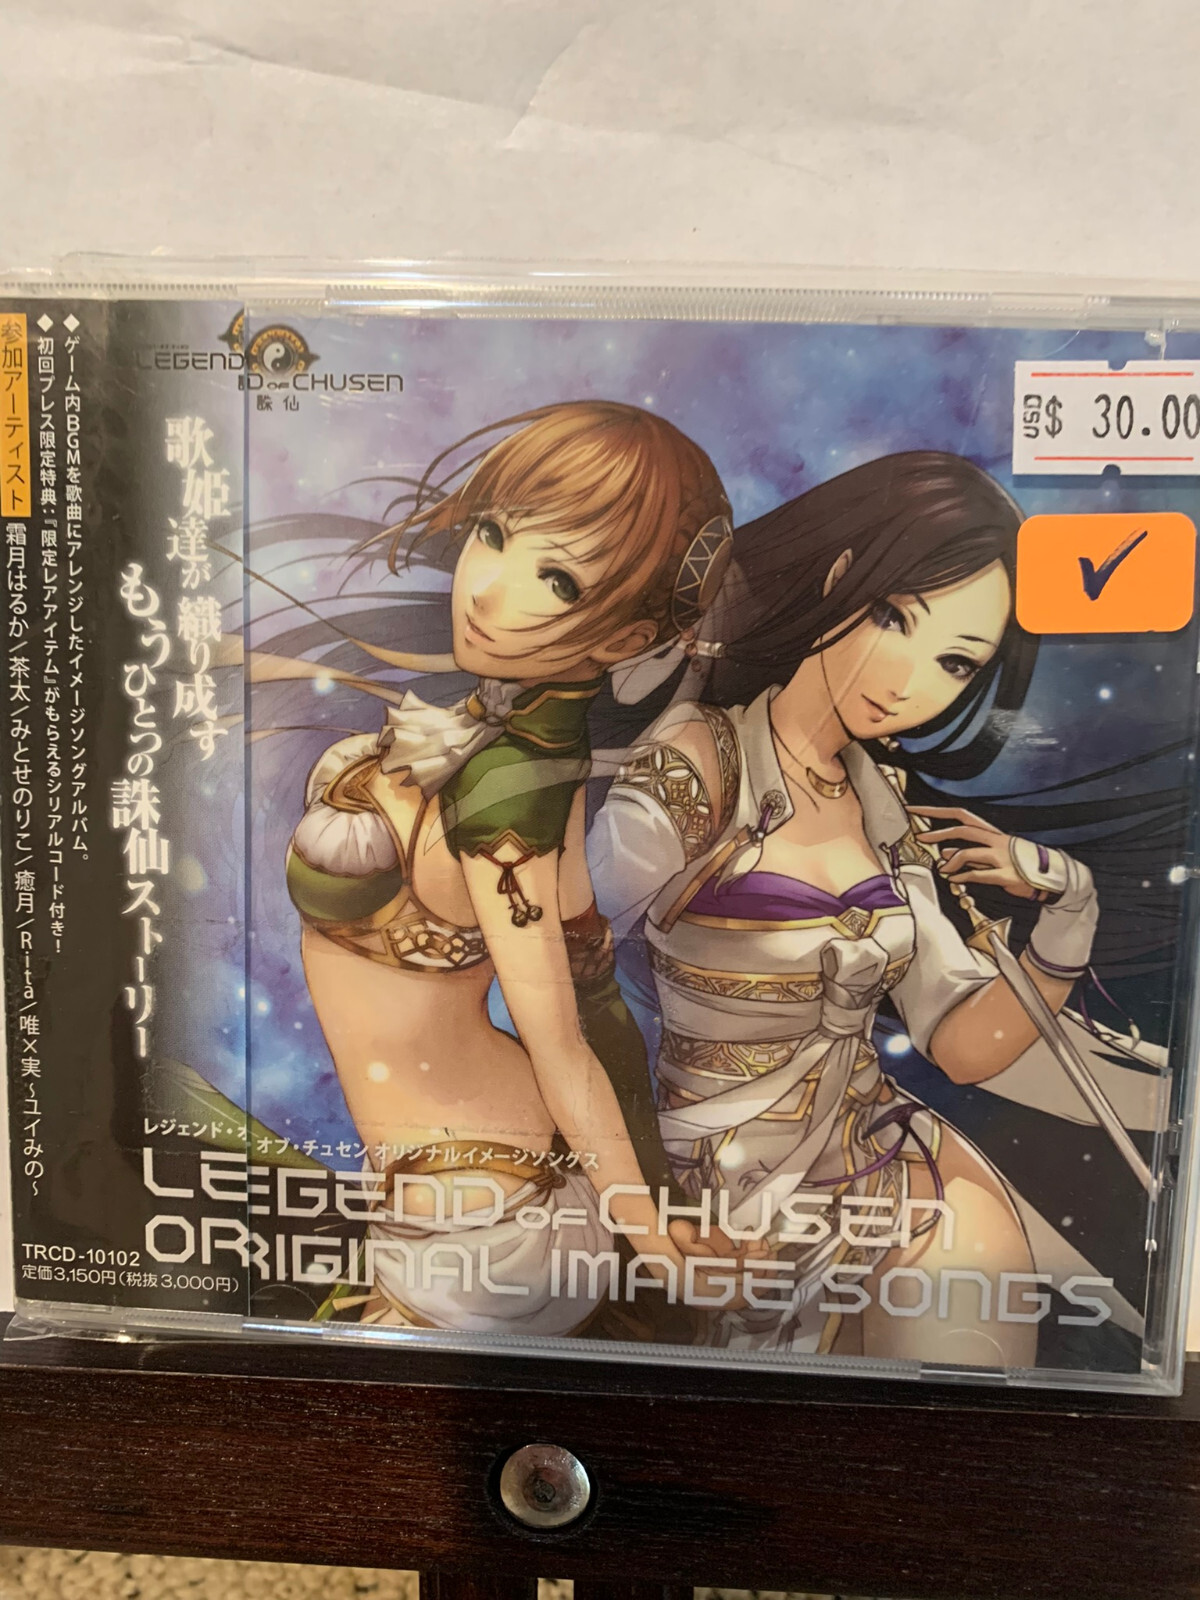 参加アーティスト 霜月はるか/茶太/みとせのりこ/癒月/Rita/唯×実 ～ユイみの～
◆初回プレス限定特典:『限定レアアイテム』がもらえるシリアルコード付き!
◆ゲーム内BGMを歌曲にアレンジしたイメージソングアルバム。
歌姫達が織り成す
もうひとつの誅仙ストーリー
TRCD-10102
定価3,150円(税抜3,000円)
LEGEND
D OF CHUSEN
誅仙
USD $ 30.00
レジェンド・オ オブ・チュセン オリジナルイメージソングス
LEGEND OF CHUSEN
ORIGINAL IMAGE SONGS